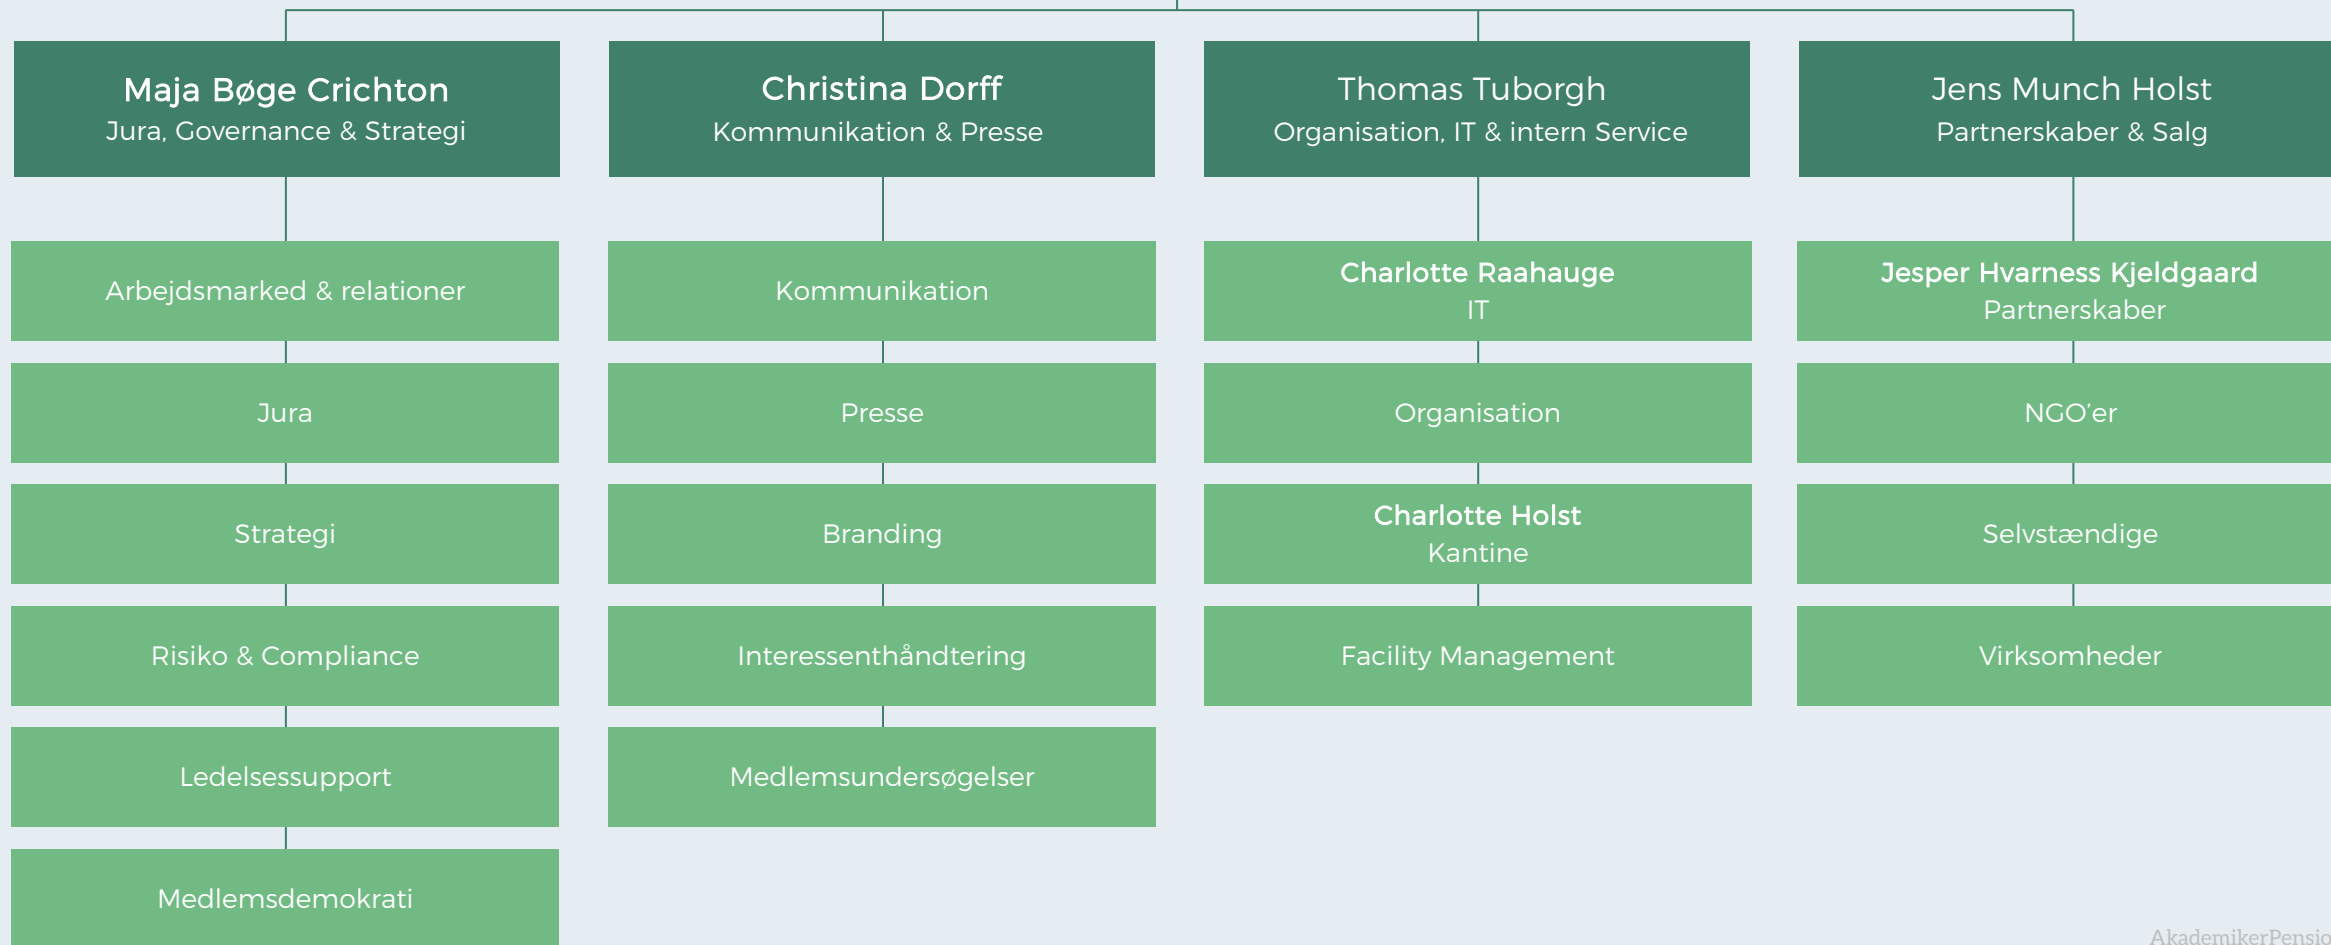 Maja Bøge Crichton
Jura, Governance & Strategi
Arbejdsmarked & relationer
Jura
Strategi
Risiko & Compliance
Ledelsessupport
Medlemsdemokrati
Christina Dorff
Kommunikation & Presse
Kommunikation
Presse
Branding
Interessenthåndtering
Medlemsundersøgelser
Thomas Tuborgh
Organisation, IT & intern Service
Charlotte Raahauge
IT
Organisation
Charlotte Holst
Kantine
Facility Management
Jens Munch Holst
Partnerskaber & Salg
Jesper Hvarness Kjeldgaard
Partnerskaber
NGO’er
Selvstændige
Virksomheder
AkademikerPensio